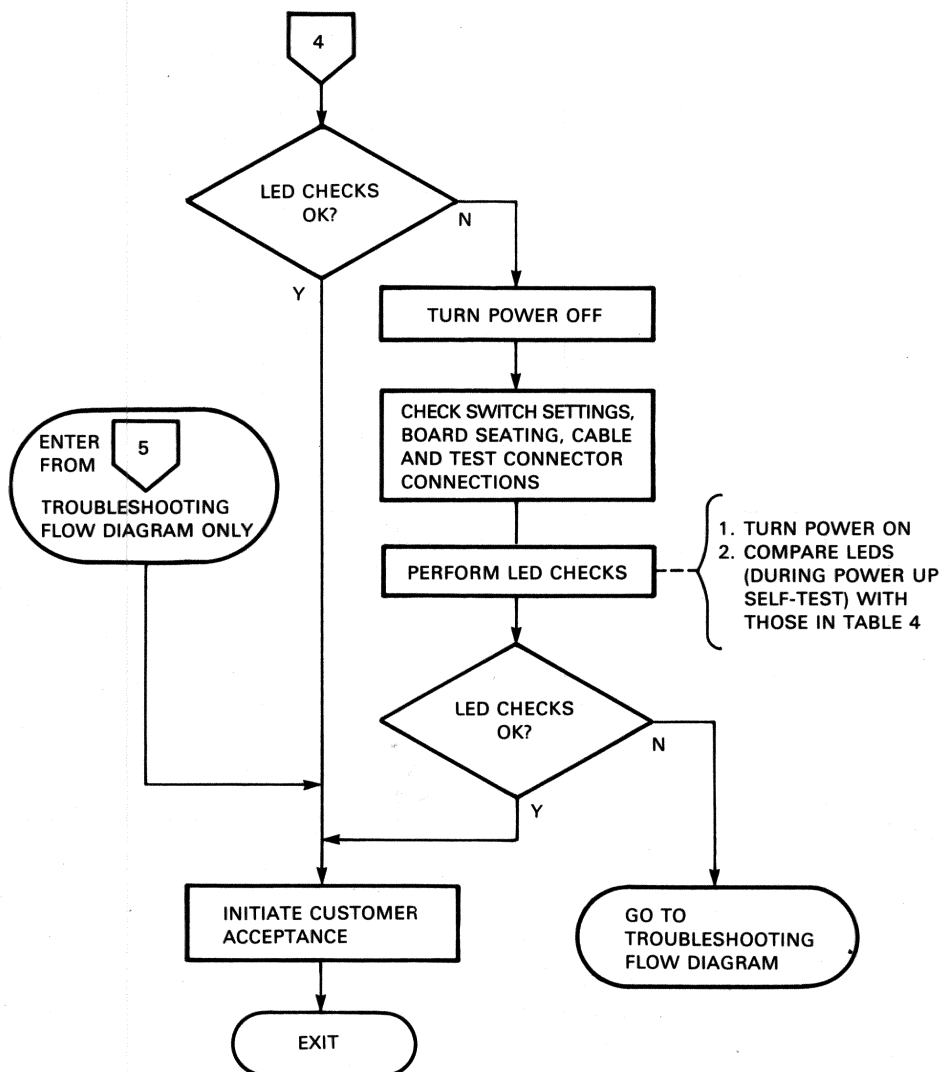 4
LED CHECKS
OK?
N
Y
TURN POWER OFF
CHECK SWITCH SETTINGS,
BOARD SEATING, CABLE
AND TEST CONNECTOR
CONNECTIONS
ENTER
FROM
5
TROUBLESHOOTING
FLOW DIAGRAM ONLY
PERFORM LED CHECKS
1. TURN POWER ON
2. COMPARE LEDS
(DURING POWER UP
SELF-TEST) WITH
THOSE IN TABLE 4
LED CHECKS
OK?
N
Y
INITIATE CUSTOMER
ACCEPTANCE
GO TO
TROUBLESHOOTING
FLOW DIAGRAM
EXIT